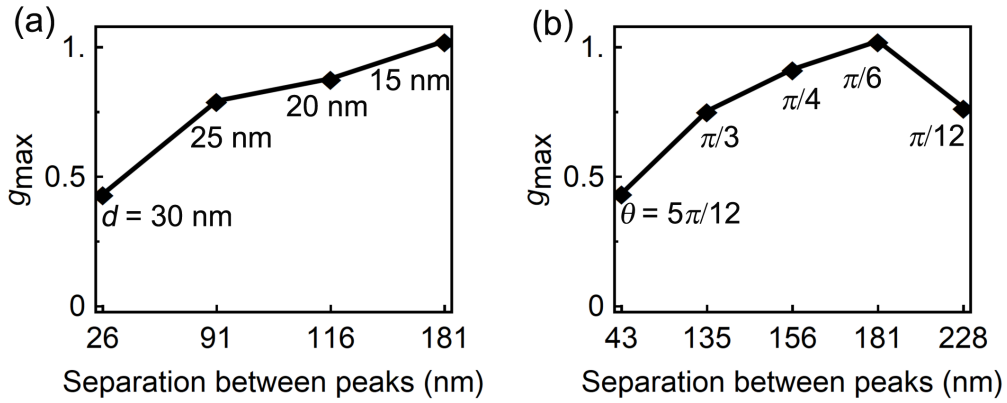 (a)
1.
0.5
0
gmax
d = 30 nm
25 nm
20 nm
15 nm
26 91 116 181
Separation between peaks (nm)
(b)
1.
0.5
0
gmax
θ = 5π/12
π/3
π/4
π/6
π/12
43 135 156 181 228
Separation between peaks (nm)